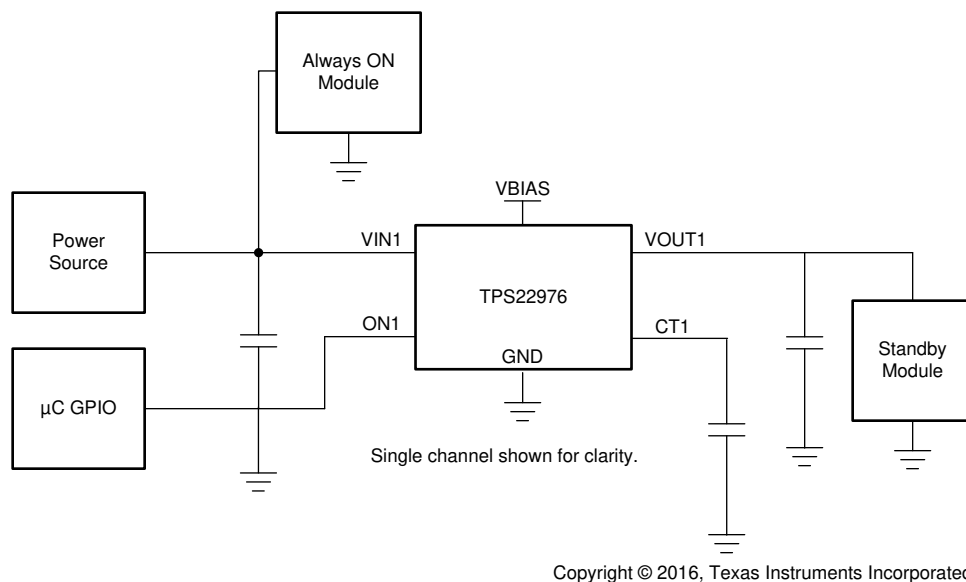 Always ON
Module
Power
Source
VBIAS
VIN1
VOUT1
TPS22976
ON1
CT1
GND
µC GPIO
Standby
Module
Single channel shown for clarity.
Copyright © 2016, Texas Instruments Incorporated